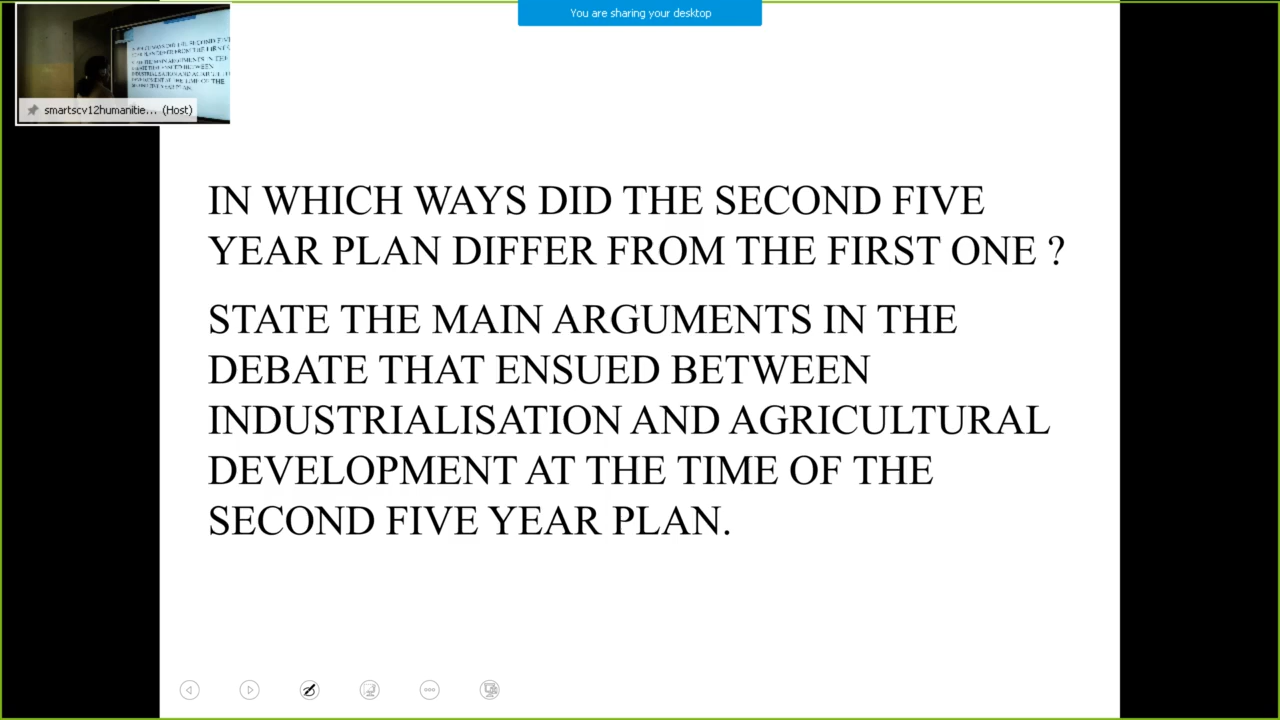 You are sharing your desktop
smartscv12humanitie... (Host)
IN WHICH WAYS DID THE SECOND FIVE
YEAR PLAN DIFFER FROM THE FIRST ONE ?
STATE THE MAIN ARGUMENTS IN THE
DEBATE THAT ENSUED BETWEEN
INDUSTRIALISATION AND AGRICULTURAL
DEVELOPMENT AT THE TIME OF THE
SECOND FIVE YEAR PLAN.